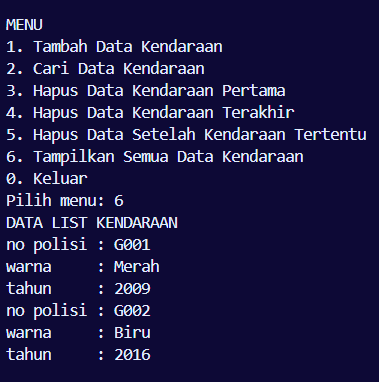 MENU
1. Tambah Data Kendaraan
2. Cari Data Kendaraan
3. Hapus Data Kendaraan Pertama
4. Hapus Data Kendaraan Terakhir
5. Hapus Data Setelah Kendaraan Tertentu
6. Tampilkan Semua Data Kendaraan
0. Keluar
Pilih menu: 6
DATA LIST KENDARAAN
no polisi : G001
warna     : Merah
tahun     : 2009
no polisi : G002
warna     : Biru
tahun     : 2016